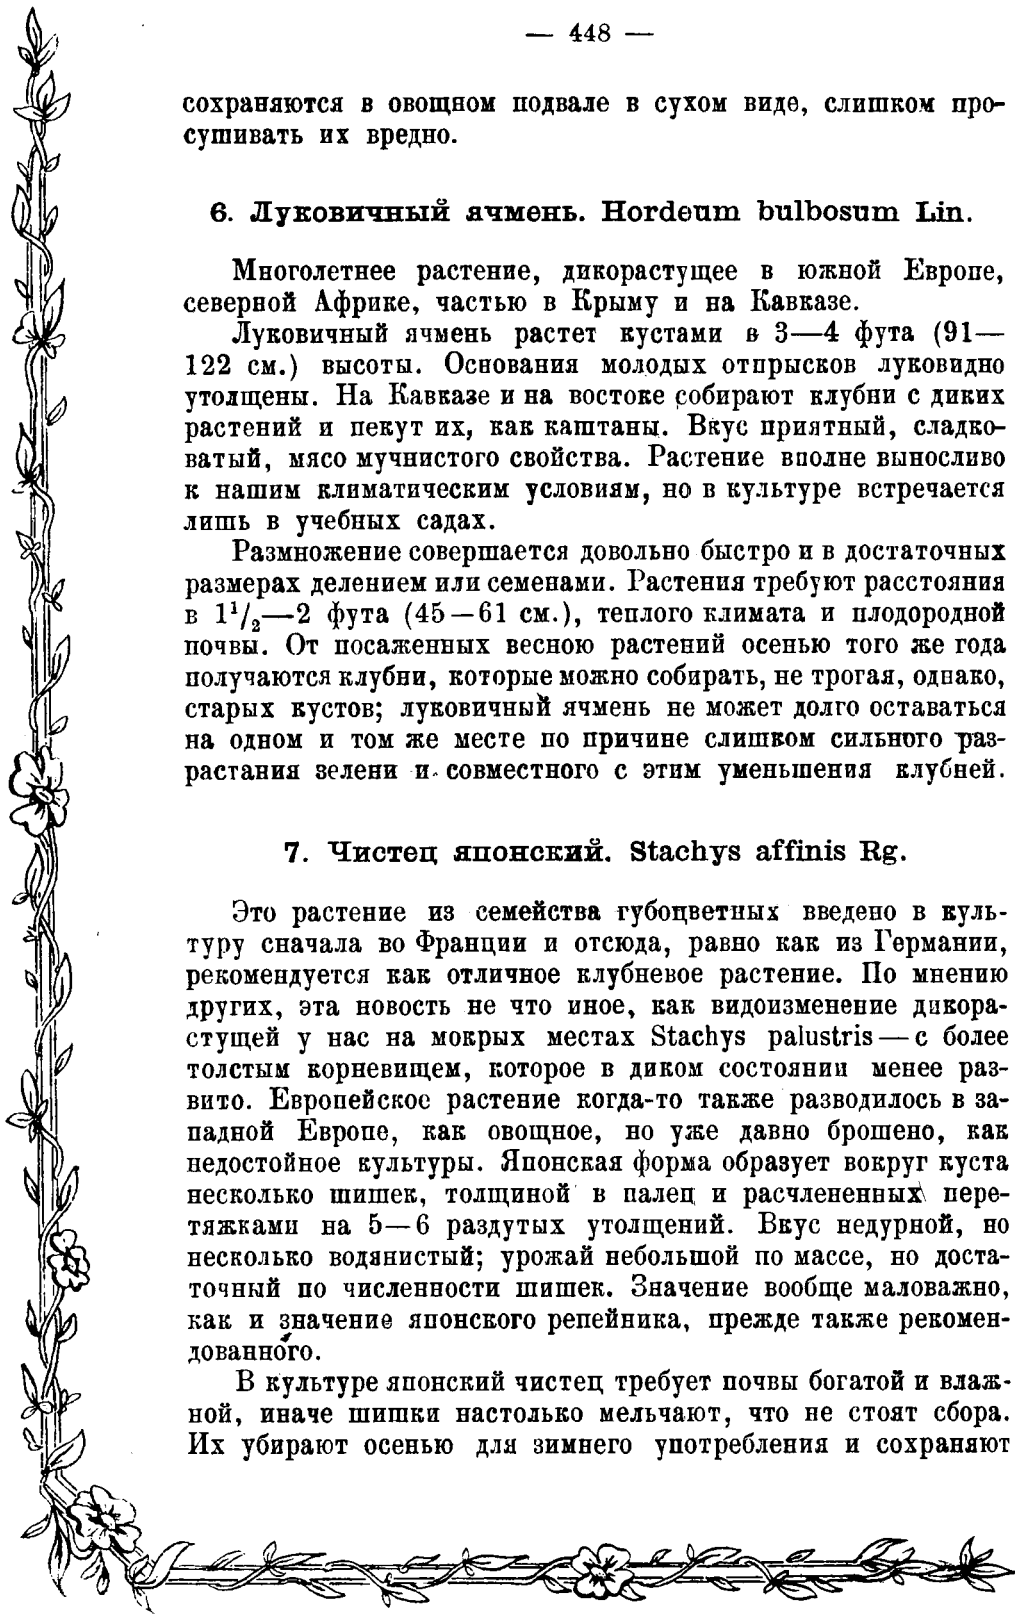 — 448 —
сохраняются в овощном подвале в сухом виде, слишком про-
сушивать их вредно.
6. Луковичный ячмень. Hordeum bulbosum Lin.
Многолетнее растение, дикорастущее в южной Европе,
северной Африке, частью в Крыму и на Кавказе.
Луковичный ячмень растет кустами в 3—4 фута (91—
122 см.) высоты. Основания молодых отпрысков луковидно
утолщены. На Кавказе и на востоке собирают клубни с диких
растений и пекут их, как каштаны. Вкус приятный, сладко-
ватый, мясо мучнистого свойства. Растение вполне выносливо
к нашим климатическим условиям, но в культуре встречается
лишь в учебных садах.
Размножение совершается довольно быстро и в достаточных
размерах делением или семенами. Растения требуют расстояния
в 1¹/₂—2 фута (45—61 см.), теплого климата и плодородной
почвы. От посаженных весною растений осенью того же года
получаются клубни, которые можно собирать, не трогая, однако,
старых кустов; луковичный ячмень не может долго оставаться
на одном и том же месте по причине слишком сильного раз-
растания зелени и совместного с этим уменьшения клубней.
7. Чистец японский. Stachys affinis Rg.
Это растение из семейства губоцветных введено в куль-
туру сначала во Франции и отсюда, равно как из Германии,
рекомендуется как отличное клубневое растение. По мнению
других, эта новость не что иное, как видоизменение дикора-
стущей у нас на мокрых местах Stachys palustris — с более
толстым корневищем, которое в диком состоянии менее раз-
вито. Европейское растение когда-то также разводилось в за-
падной Европе, как овощное, но уже давно брошено, как
недостойное культуры. Японская форма образует вокруг куста
несколько шишек, толщиной в палец и расчлененных пере-
тяжками на 5—6 раздутых утолщений. Вкус недурной, но
несколько водянистый; урожай небольшой по массе, но доста-
точный по численности шишек. Значение вообще маловажно,
как и значение японского репейника, прежде также рекомен-
дованного.
В культуре японский чистец требует почвы богатой и влаж-
ной, иначе шишки настолько мельчают, что не стоят сбора.
Их убирают осенью для зимнего употребления и сохраняют